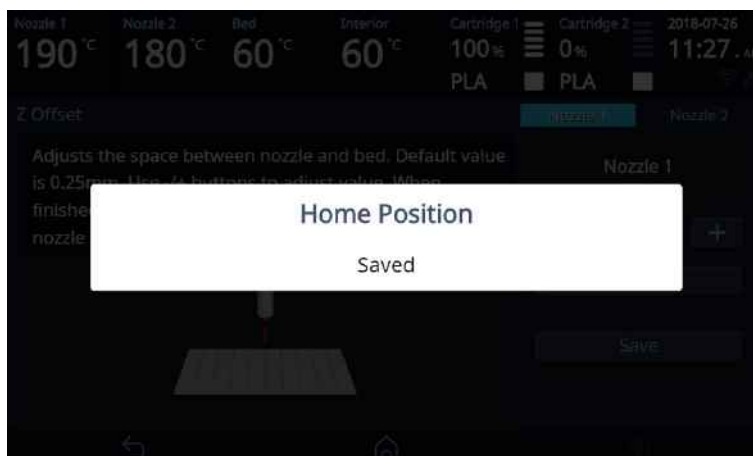 Nozzle 1 Nozzle 2 Bed Interior Cartridge 1 Cartridge 2 2018-07-26
190 °C 180 °C 60 °C 60 °C 100 % 0 % 11:27
PLA PLA
Z Offset Nozzle 1 Nozzle 2
Adjusts the space between nozzle and bed. Default value
is 0.25mm. Use -/+ buttons to adjust value. When
finishe
nozzle
Nozzle 1
+
Home Position
Saved
Save